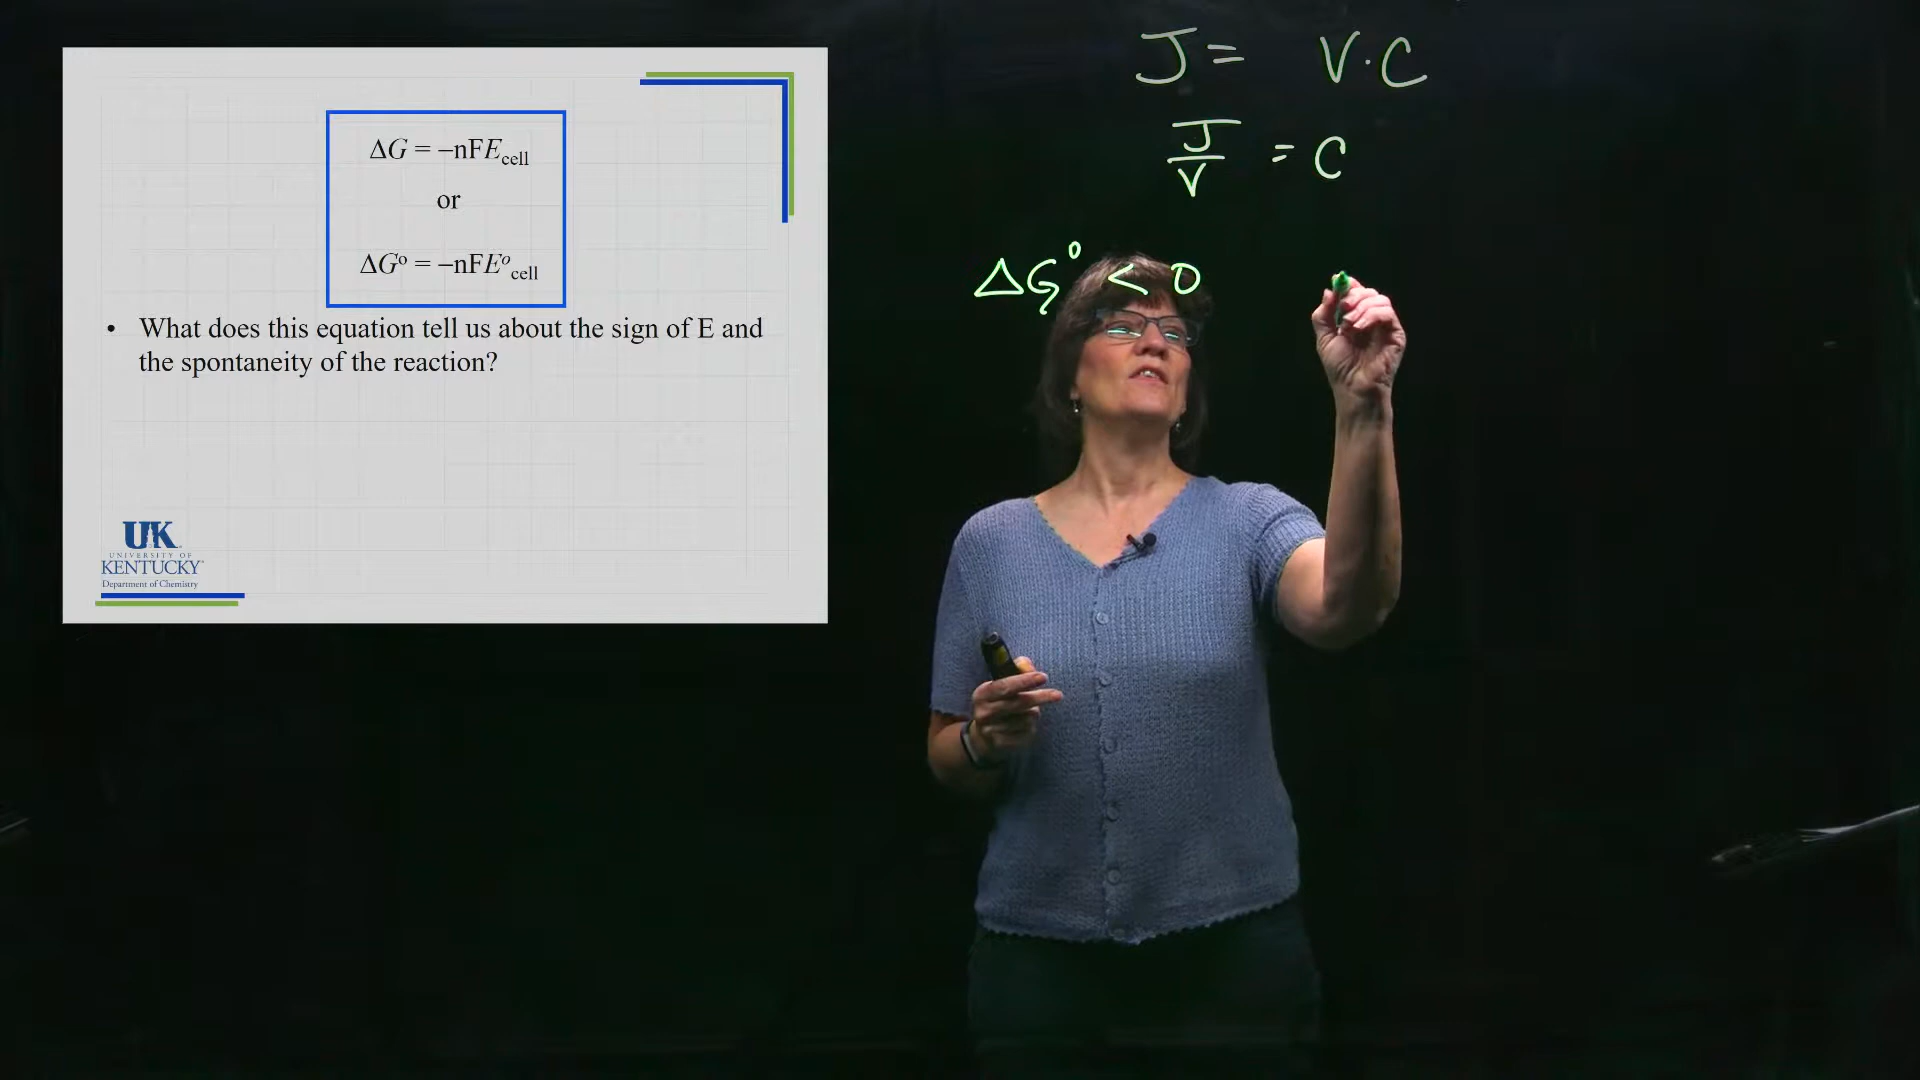 ΔG = –nFE_cell
or
ΔG° = –nFE°_cell
• What does this equation tell us about the sign of E and
the spontaneity of the reaction?
UK
UNIVERSITY OF
KENTUCKY
Department of Chemistry
J = V·C
J/V = C
ΔG° < 0